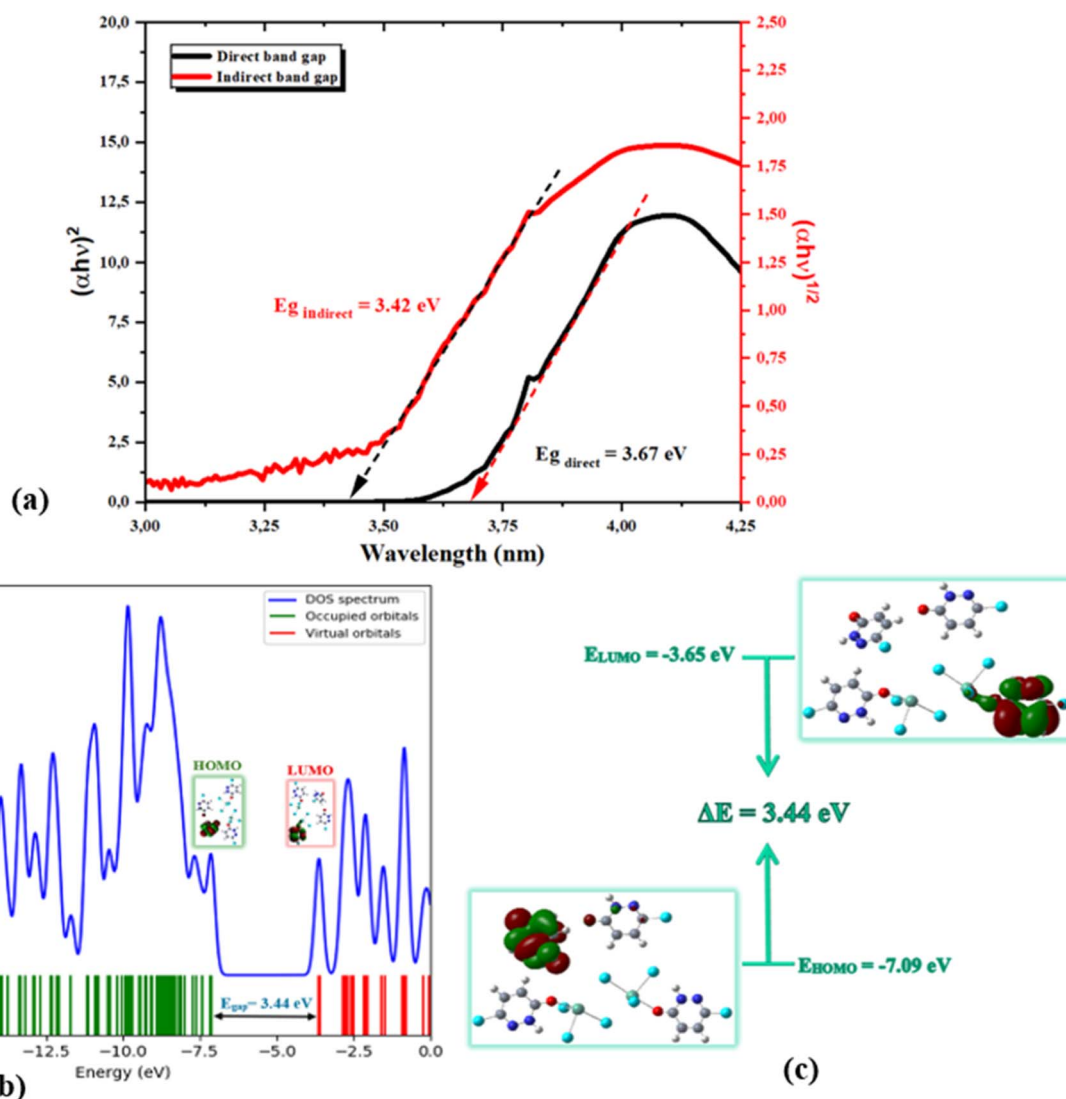 20,0
17,5
15,0
12,5
10,0
7,5
5,0
2,5
0,0
(αhν)²
Direct band gap
Indirect band gap
Eg indirect = 3.42 eV
Eg direct = 3.67 eV
2,50
2,25
2,00
1,75
1,50
1,25
1,00
0,75
0,50
0,25
0,00
(αhν)^1/2
3,00 3,25 3,50 3,75 4,00 4,25
Wavelength (nm)
(a)
DOS spectrum
Occupied orbitals
Virtual orbitals
HOMO LUMO
Egap= 3.44 eV
−12.5 −10.0 −7.5 −5.0 −2.5 0.0
Energy (eV)
b)
ELUMO = -3.65 eV
ΔE = 3.44 eV
EHOMO = -7.09 eV
(c)